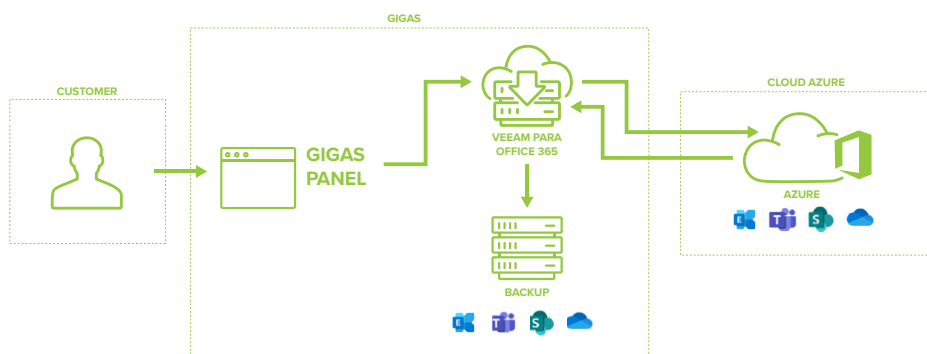 GIGAS
CUSTOMER
CLOUD AZURE
GIGAS
PANEL
VEEAM PARA
OFFICE 365
AZURE
E
T
S
BACKUP
E
T
S